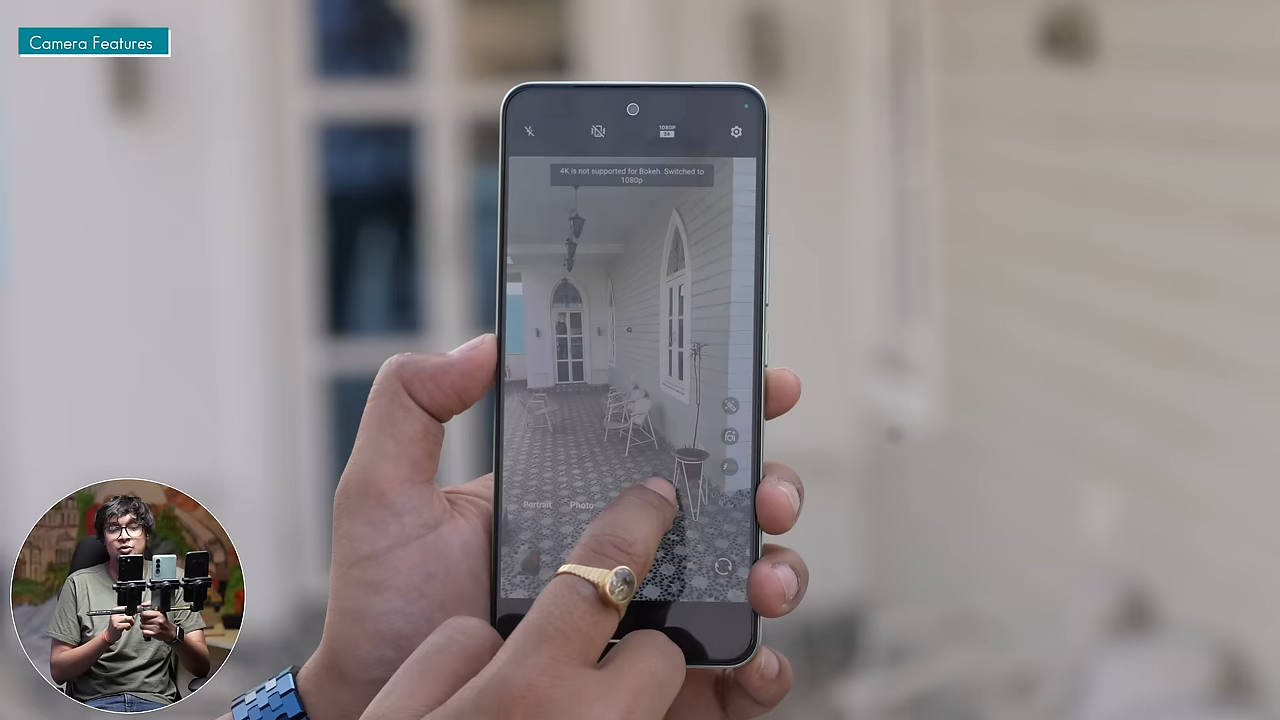 Camera Features
1080P
4K is not supported for Bokeh. Switched to
1080p
Portrait Photo